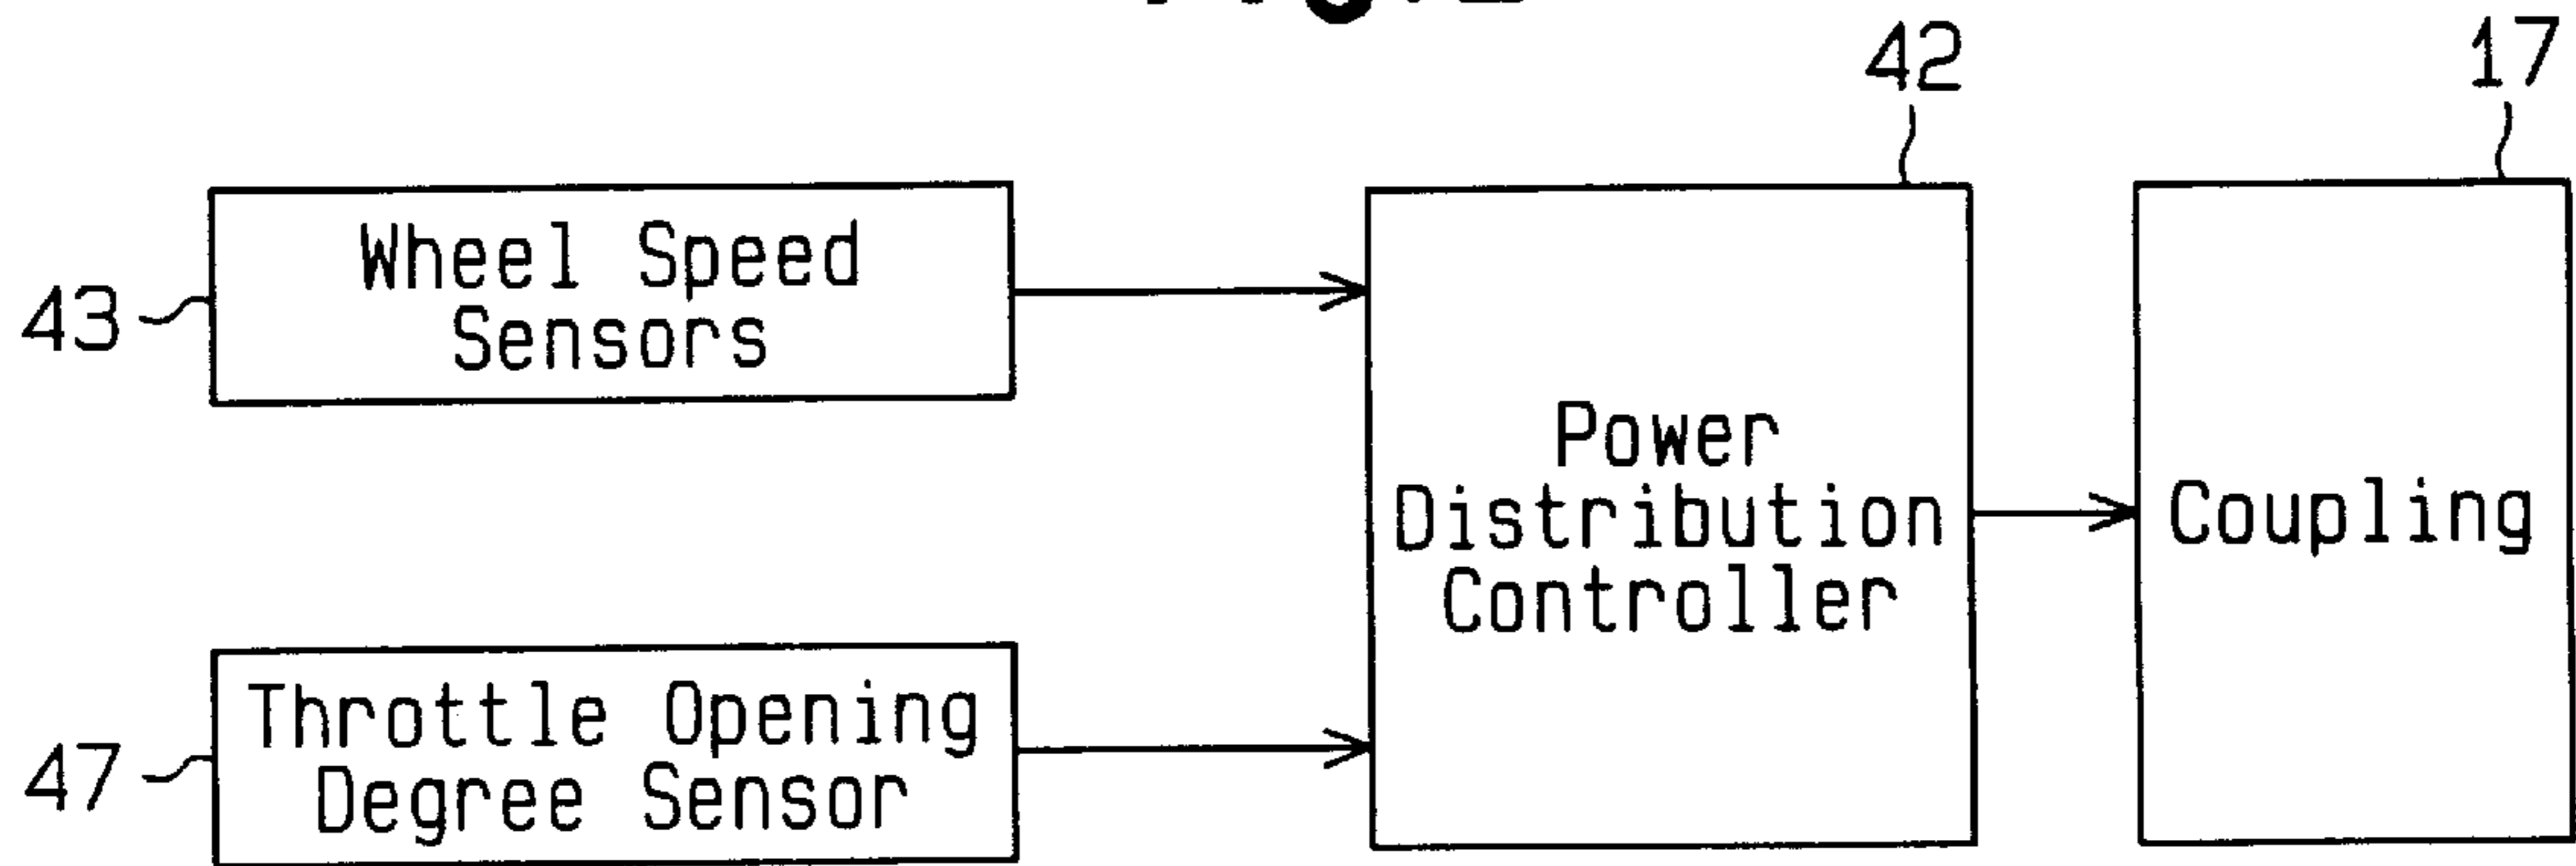 42
17
43
Wheel Speed
Sensors
Power
Distribution
Controller
Coupling
47
Throttle Opening
Degree Sensor